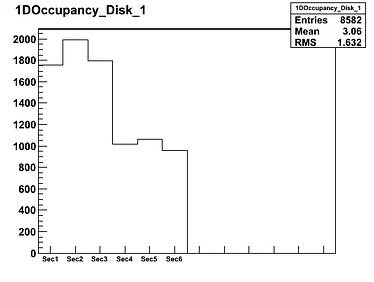 1DOccupancy_Disk_1
1DOccupancy_Disk_1
Entries 8582
Mean 3.06
RMS 1.632
2000
1800
1600
1400
1200
1000
800
600
400
200
0
Sec1 Sec2 Sec3 Sec4 Sec5 Sec6